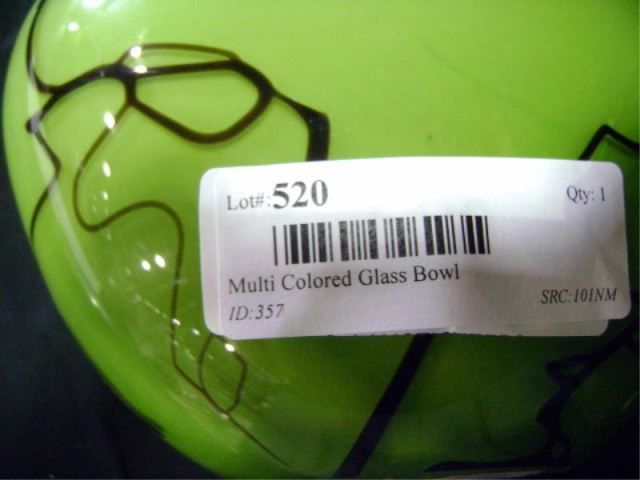 Lot#:520 Qty: 1
Multi Colored Glass Bowl
ID:357 SRC:101NM